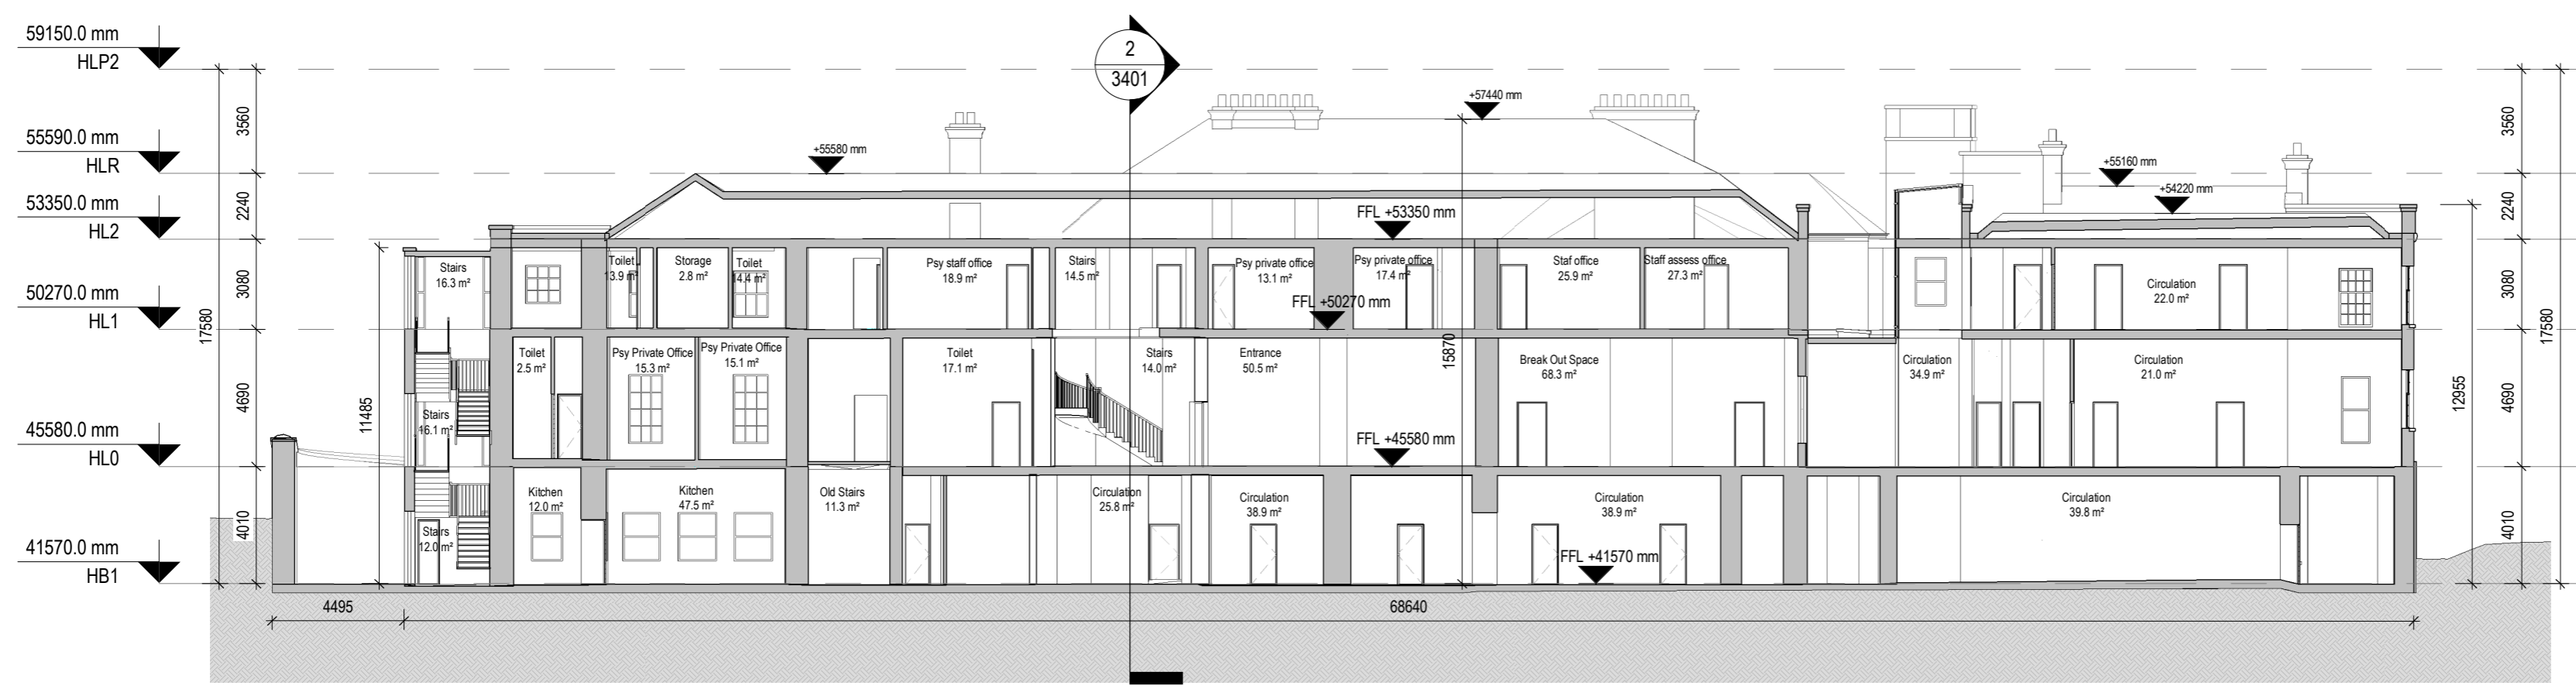 59150.0 mm
HLP2
55590.0 mm
HLR
53350.0 mm
HL2
50270.0 mm
HL1
45580.0 mm
HL0
41570.0 mm
HB1
17580
3560
2240
3080
4690
4010
11485
2
3401
+55580 mm
+57440 mm
+55160 mm
+54220 mm
FFL +53350 mm
Stairs
16.3 m²
Toilet
13.9 m²
Storage
2.8 m²
Toilet
14.4 m²
Psy staff office
18.9 m²
Stairs
14.5 m²
Psy private office
13.1 m²
Psy private office
17.4 m²
Staf office
25.9 m²
Staff assess office
27.3 m²
Circulation
22.0 m²
FFL +50270 mm
15870
Toilet
2.5 m²
Psy Private Office
15.3 m²
Psy Private Office
15.1 m²
Toilet
17.1 m²
Stairs
14.0 m²
Entrance
50.5 m²
Break Out Space
68.3 m²
Circulation
34.9 m²
Circulation
21.0 m²
Stairs
16.1 m²
FFL +45580 mm
Kitchen
12.0 m²
Kitchen
47.5 m²
Old Stairs
11.3 m²
Circulation
25.8 m²
Circulation
38.9 m²
Circulation
38.9 m²
Circulation
39.8 m²
Stairs
12.0 m²
FFL +41570 mm
4495
68640
12955
3560
2240
3080
4690
4010
17580